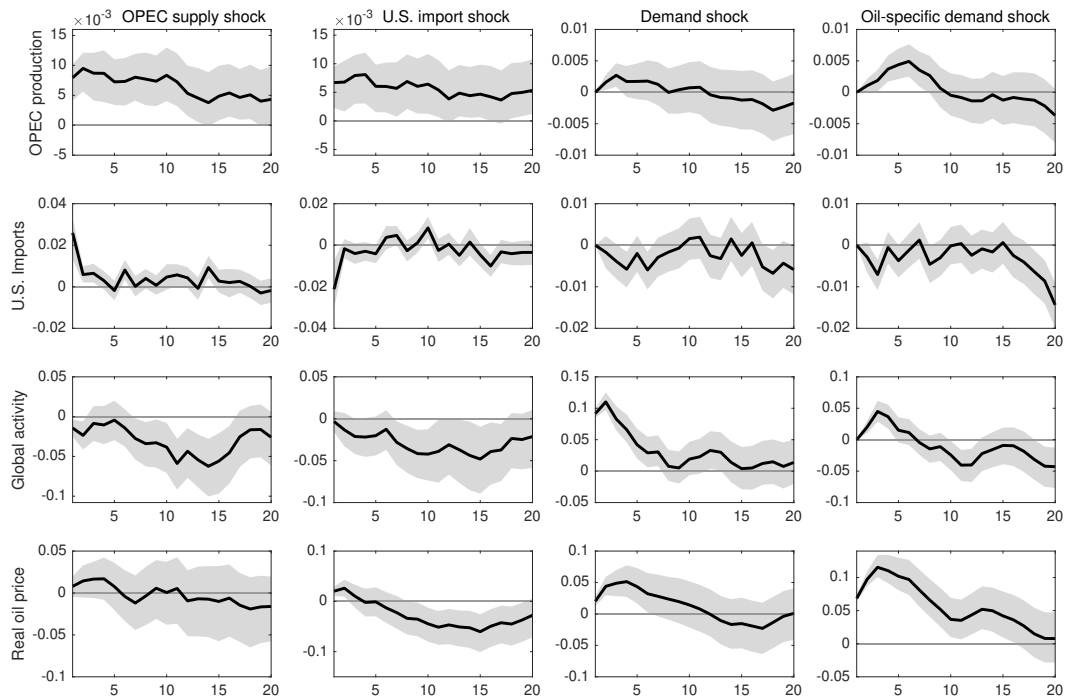 ×10⁻³ OPEC supply shock ×10⁻³ U.S. import shock Demand shock Oil-specific demand shock
OPEC production
15 10 5 0 -5
5 10 15 20
15 10 5 0 -5
5 10 15 20
0.01 0.005 0 -0.005 -0.01
5 10 15 20
0.01 0.005 0 -0.005 -0.01
5 10 15 20
U.S. Imports
0.04 0.02 0 -0.02
5 10 15 20
0.04 0.02 0 -0.02 -0.04
5 10 15 20
0.01 0 -0.01 -0.02
5 10 15 20
0.01 0 -0.01 -0.02
5 10 15 20
Global activity
0.05 0 -0.05 -0.1
5 10 15 20
0.05 0 -0.05 -0.1
5 10 15 20
0.15 0.1 0.05 0 -0.05
5 10 15 20
0.1 0.05 0 -0.05 -0.1
5 10 15 20
Real oil price
0.05 0 -0.05 -0.1
5 10 15 20
0.1 0 -0.1
5 10 15 20
0.1 0.05 0 -0.05 -0.1
5 10 15 20
0.1 0.05 0 -0.05
5 10 15 20